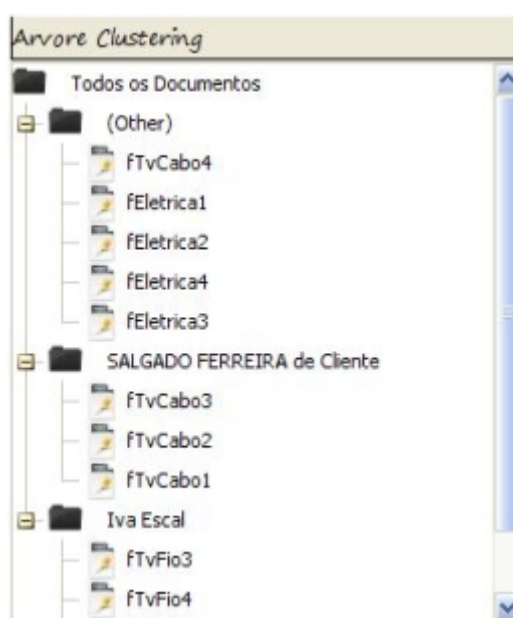 Arvore Clustering
Todos os Documentos
(Other)
fTvCabo4
fEletrica1
fEletrica2
fEletrica4
fEletrica3
SALGADO FERREIRA de Cliente
fTvCabo3
fTvCabo2
fTvCabo1
Iva Escal
fTvFio3
fTvFio4